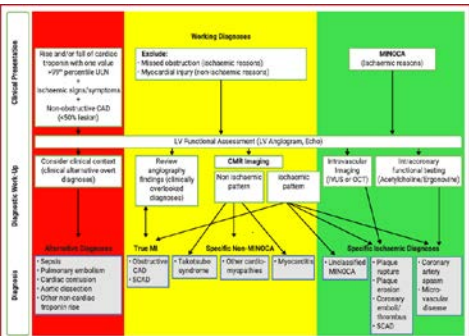 Clinical Presentation
Rise and/or fall of cardiac
troponin with one value
>99th percentile ULN
+
Ischaemic signs/symptoms
+
Non-obstructive CAD
(<50% lesion)
Working Diagnoses
Exclude:
• Missed obstruction (ischaemic reasons)
• Myocardial injury (non-ischaemic reasons)
MINOCA
(Ischaemic reasons)
Diagnostic Work-Up
LV Functional Assessment (LV Angiogram, Echo)
Consider clinical context
(clinical alternative overt
diagnoses)
Review
angiography
findings (clinically
overlooked diagnoses)
CMR Imaging
Non ischaemic
pattern
Ischaemic
pattern
Intravascular
Imaging
(IVUS or OCT)
Intracoronary
functional testing
(Acetylcholine/Ergonovine)
Diagnosis
Alternative Diagnoses
• Sepsis
• Pulmonary embolism
• Cardiac contusion
• Aortic dissection
• Other non-cardiac
troponin rise
True MI
• Obstructive
CAD
• SCAD
Specific Non-MINOCA
• Takotsubo
syndrome
• Other cardio-
myopathies
• Myocarditis
Specific Ischaemic Diagnoses
• Unclassified
MINOCA
• Plaque
rupture
• Plaque
erosion
• Coronary
emboli/
thrombus
SCAD
• Coronary
artery
spasm
• Micro-
vascular
disease